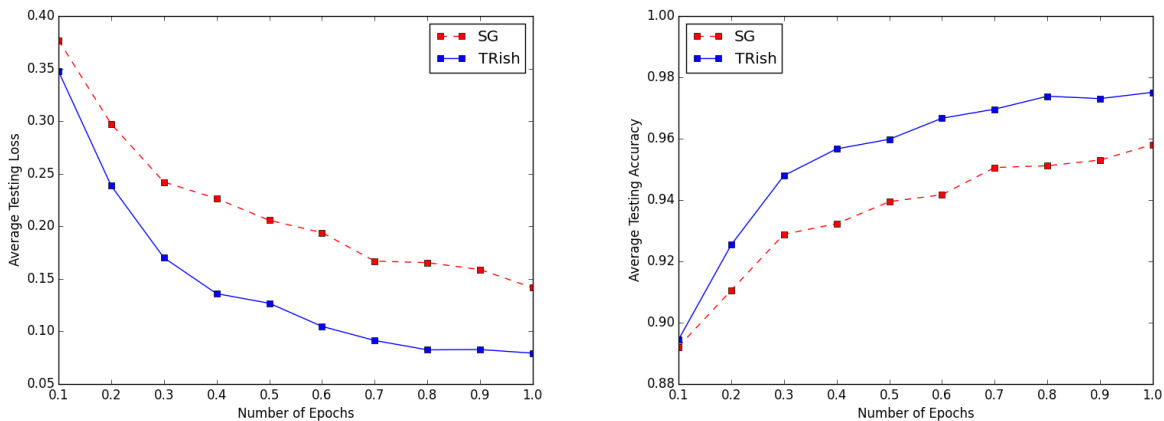 0.40
0.35
0.30
0.25
0.20
0.15
0.10
0.05
Average Testing Loss
SG
TRish
0.1 0.2 0.3 0.4 0.5 0.6 0.7 0.8 0.9 1.0
Number of Epochs
1.00
0.98
0.96
0.94
0.92
0.90
0.88
Average Testing Accuracy
SG
TRish
0.1 0.2 0.3 0.4 0.5 0.6 0.7 0.8 0.9 1.0
Number of Epochs